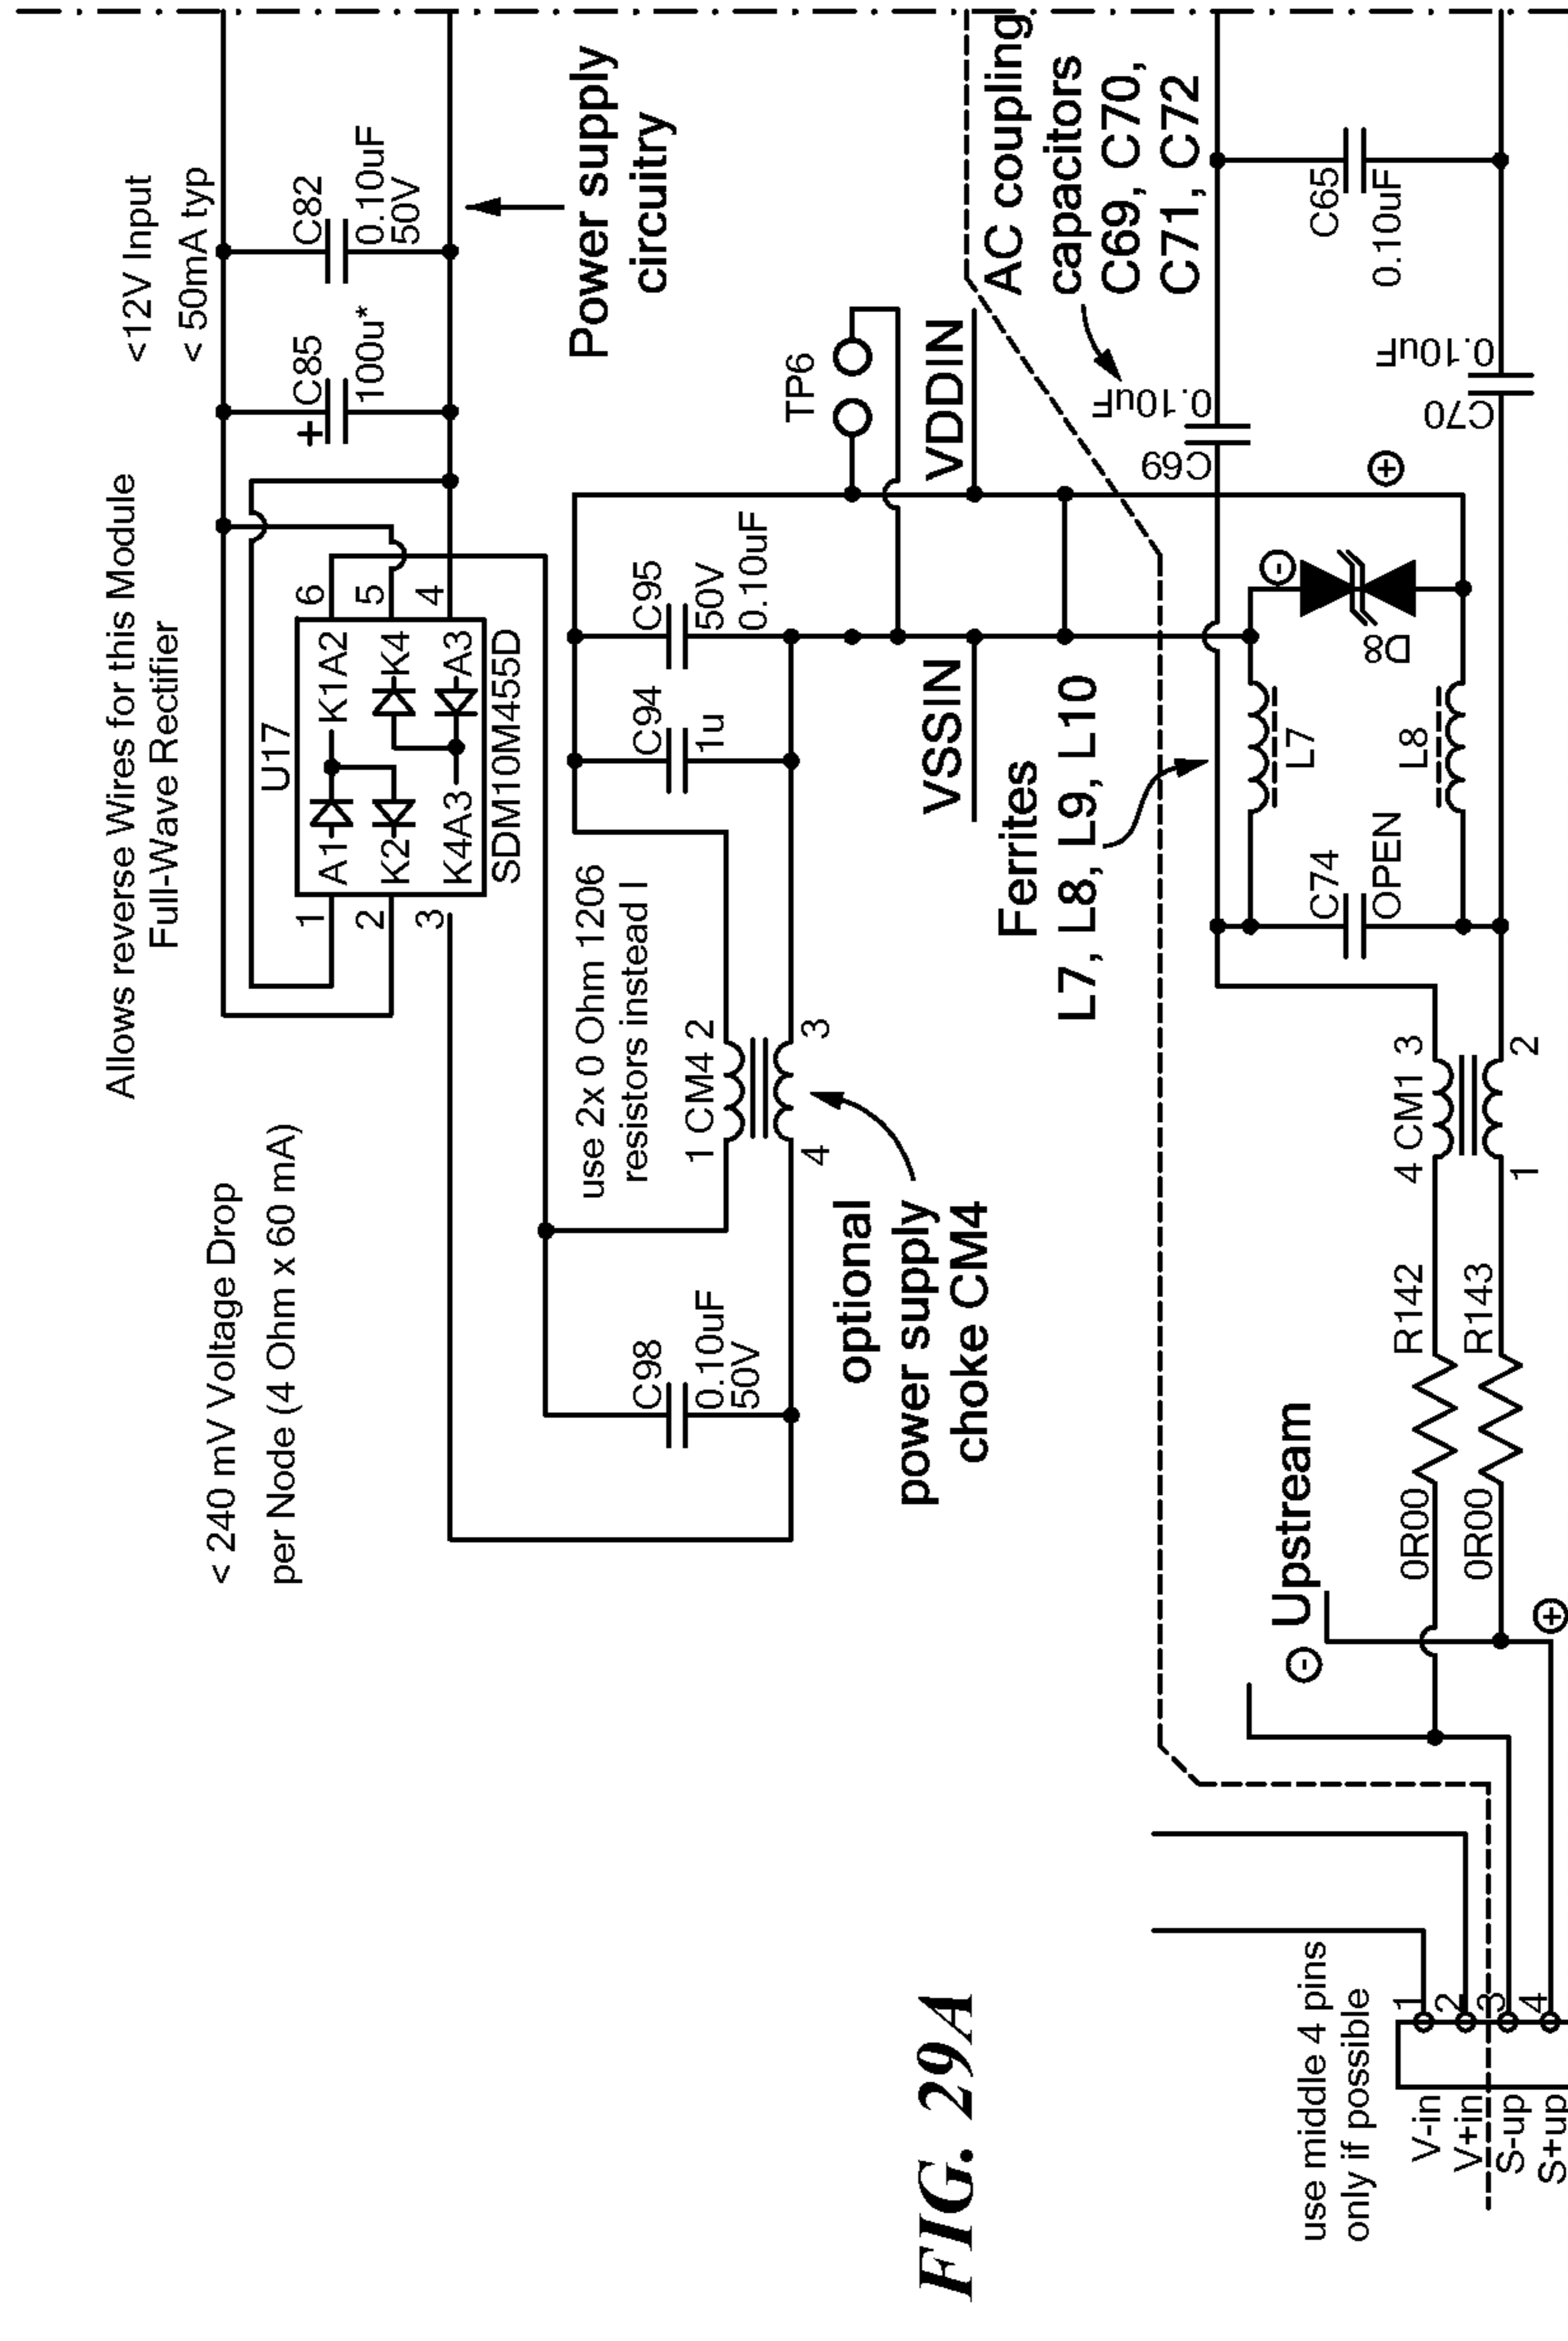 Allows reverse Wires for this Module
Full-Wave Rectifier
<12V Input
< 50mA typ
< 240 mV Voltage Drop
per Node (4 Ohm x 60 mA)
U17
1
2
3
A1
K2
K4A3
K1A2
K4
A3
6
5
4
SDM10M455D
+
C85
100u*
C82
0.10uF
50V
Power supply
circuitry
use 2x 0 Ohm 1206
resistors instead I
1 CM4 2
4
3
C98
0.10uF
50V
C94
1u
C95
50V
0.10uF
optional
power supply
choke CM4
TP6
VSSIN
VDDIN
AC coupling
capacitors
C69, C70,
C71, C72
Ferrites
L7, L8, L9, L10
C69
0.10uF
C70
0.10uF
C65
0.10uF
-
+
D8
L7
L8
C74
OPEN
4 CM1 3
1
2
R142
0R00
R143
0R00
Upstream
-
+
use middle 4 pins
only if possible
V-in
V+in
S-up
S+up
1
2
3
4
FIG. 29A